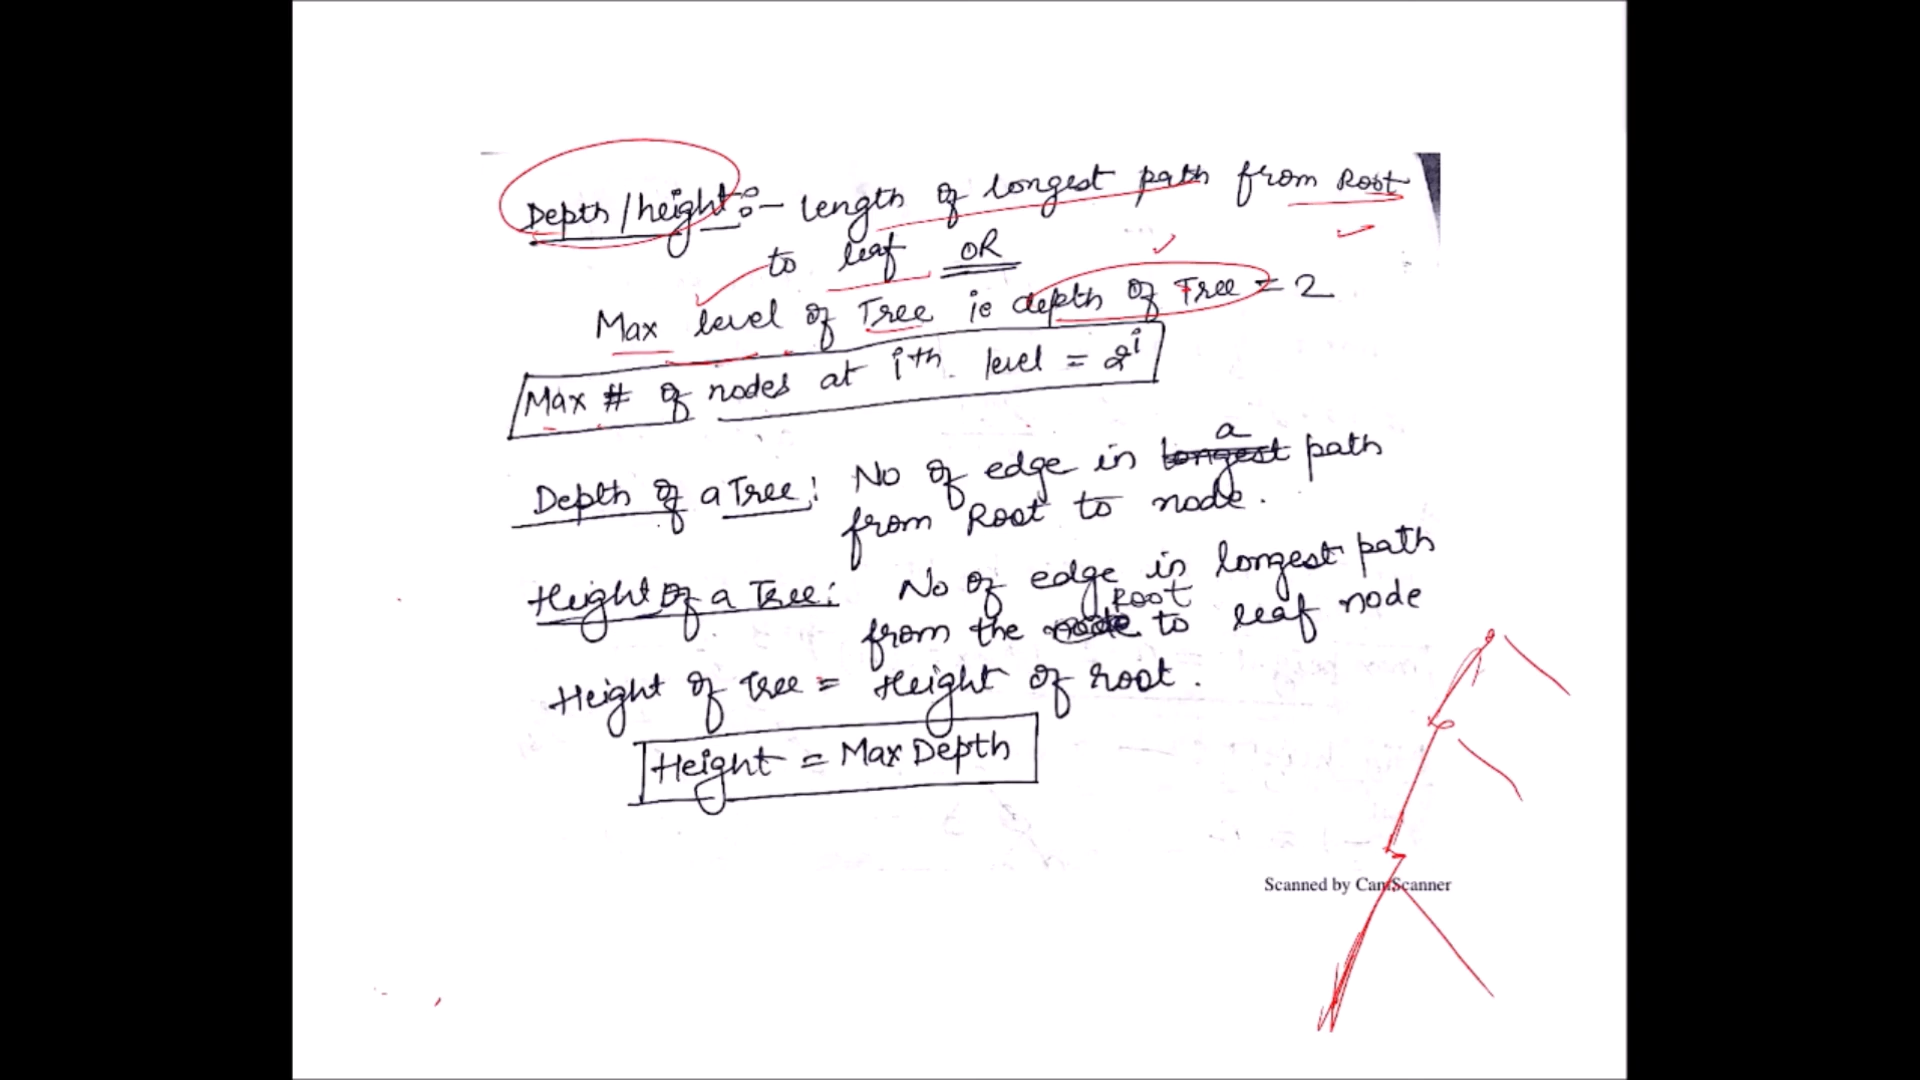 Depth/height:- length of longest path from Root
to leaf OR
Max level of Tree ie depth of Tree = 2
Max # of nodes at ith level = 2^i
Depth of a Tree: No of edge in a path
from Root to node.
Height of a Tree: No of edge in longest path
from the Root to leaf node
Height of Tree = Height of root.
Height = Max Depth
Scanned by CamScanner